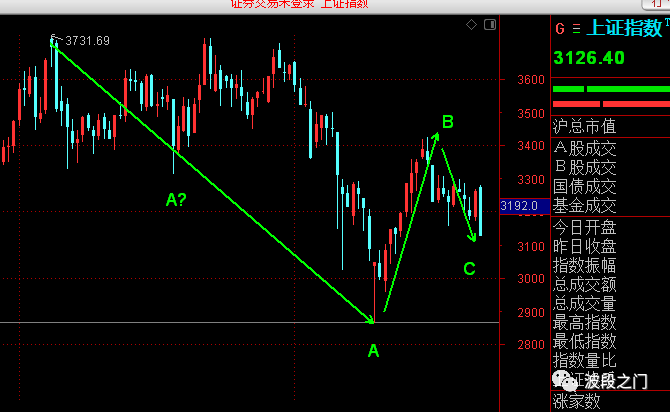 证券交易未登录 上证指数
行
3731.69
G 上证指数
3126.40
3600
3500
3400
3300
3192.0
3100
3000
2900
2800
A?
B
C
A
沪总市值
A股成交
B股成交
国债成交
基金成交
今日开盘
昨日收盘
指数振幅
总成交额
总成交量
最高指数
最低指数
指数量比
波段之门
涨家数